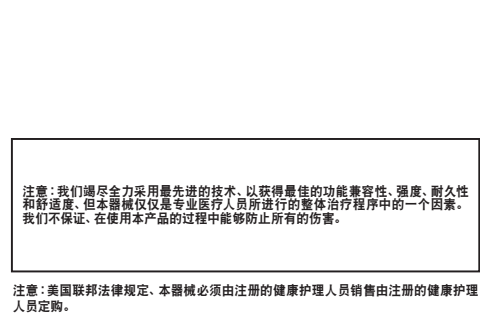 注意：我们竭尽全力采用最先进的技术、以获得最佳的功能兼容性、强度、耐久性
和舒适度、但本器械仅仅是专业医疗人员所进行的整体治疗程序中的一个因素。
我们不保证、在使用本产品的过程中能够防止所有的伤害。
注意：美国联邦法律规定、本器械必须由注册的健康护理人员销售由注册的健康护理
人员定购。